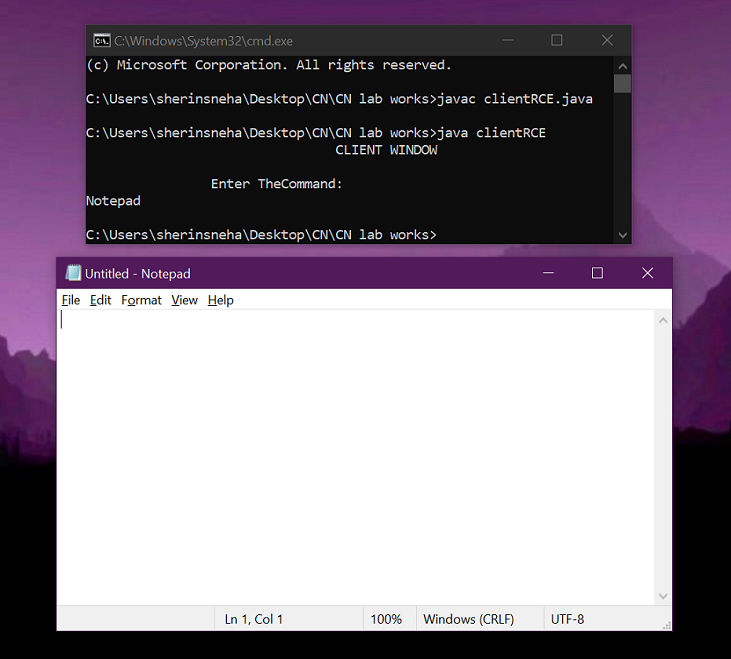 C:\Windows\System32\cmd.exe
(c) Microsoft Corporation. All rights reserved.
C:\Users\sherinsneha\Desktop\CN\CN lab works>javac clientRCE.java
C:\Users\sherinsneha\Desktop\CN\CN lab works>java clientRCE
CLIENT WINDOW
Enter TheCommand:
Notepad
C:\Users\sherinsneha\Desktop\CN\CN lab works>
Untitled - Notepad
File Edit Format View Help
Ln 1, Col 1 100% Windows (CRLF) UTF-8